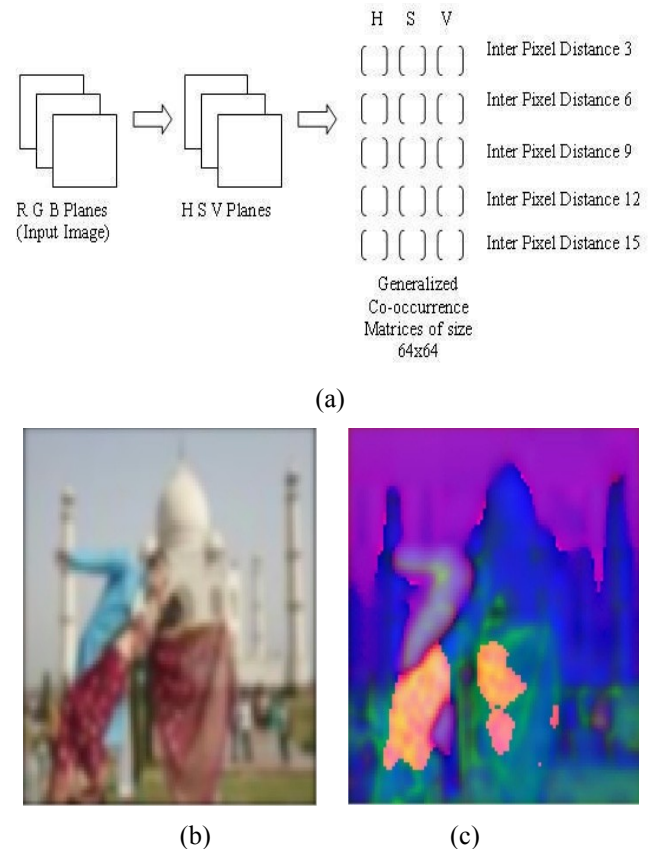 H S V
Inter Pixel Distance 3
Inter Pixel Distance 6
Inter Pixel Distance 9
Inter Pixel Distance 12
Inter Pixel Distance 15
R G B Planes
(Input Image)
H S V Planes
Generalized
Co-occurrence
Matrices of size
64x64
(a)
(b) (c)